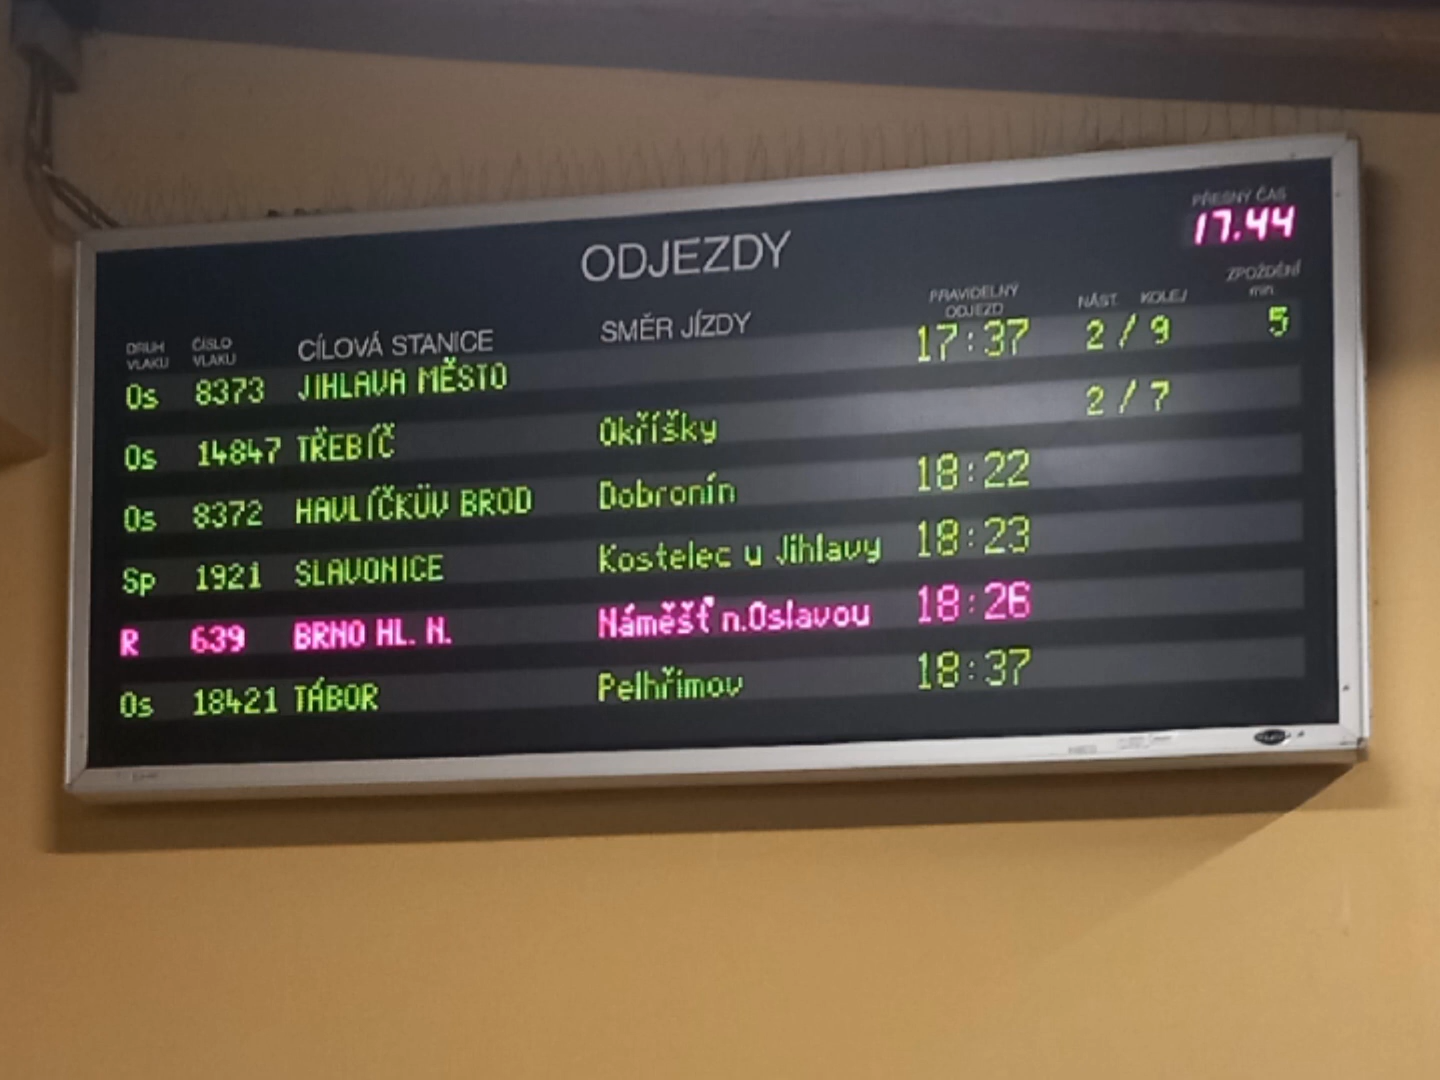 ODJEZDY
PŘESNÝ ČAS
17.44
DRUH VLAKU ČÍSLO VLAKU CÍLOVÁ STANICE SMĚR JÍZDY PRAVIDELNÝ ODJEZD NÁST. KOLEJ ZPOŽDĚNÍ min
Os 8373 JIHLAVA MĚSTO 17:37 2 / 9 5
Os 14847 TŘEBÍČ Okříšky 2 / 7
Os 8372 HAVLÍČKŮV BROD Dobronín 18:22
Sp 1921 SLAVONICE Kostelec u Jihlavy 18:23
R 639 BRNO HL. N. Náměšť n.Oslavou 18:26
Os 18421 TÁBOR Pelhřimov 18:37